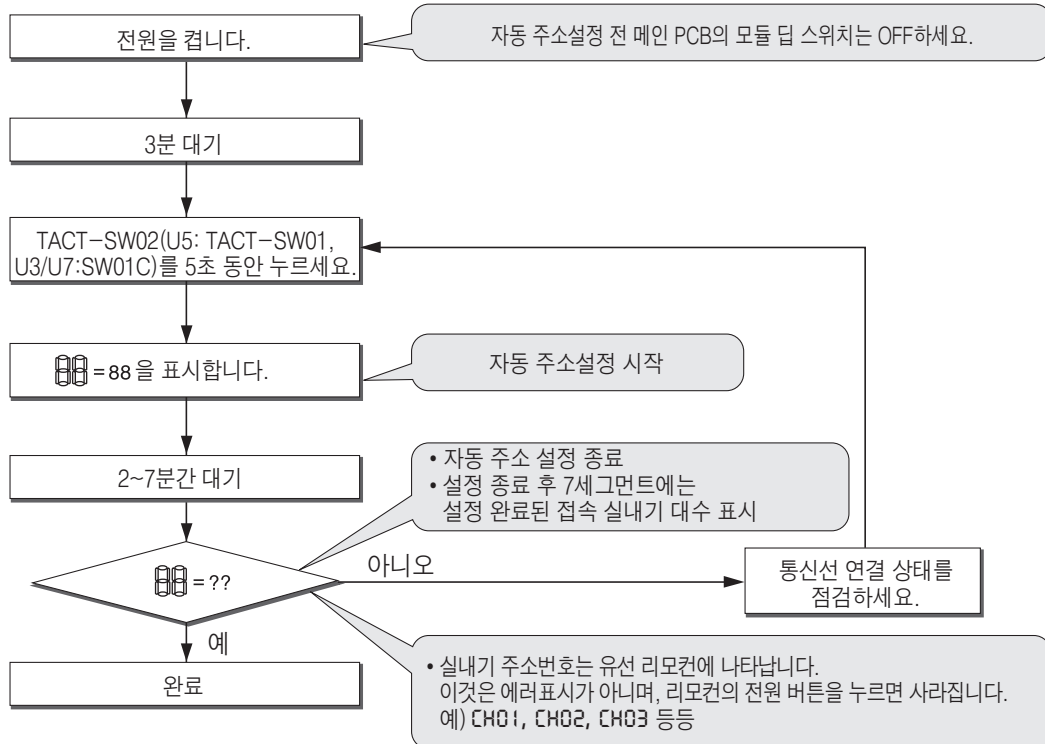 전원을 켭니다.
자동 주소설정 전 메인 PCB의 모듈 딥 스위치는 OFF하세요.
3분 대기
TACT-SW02(U5: TACT-SW01,
U3/U7:SW01C)를 5초 동안 누르세요.
88 = 88 을 표시합니다.
자동 주소설정 시작
2~7분간 대기
• 자동 주소 설정 종료
• 설정 종료 후 7세그먼트에는
설정 완료된 접속 실내기 대수 표시
88 = ??
아니오
통신선 연결 상태를
점검하세요.
예
완료
• 실내기 주소번호는 유선 리모컨에 나타납니다.
이것은 에러표시가 아니며, 리모컨의 전원 버튼을 누르면 사라집니다.
예) CH01, CH02, CH03 등등